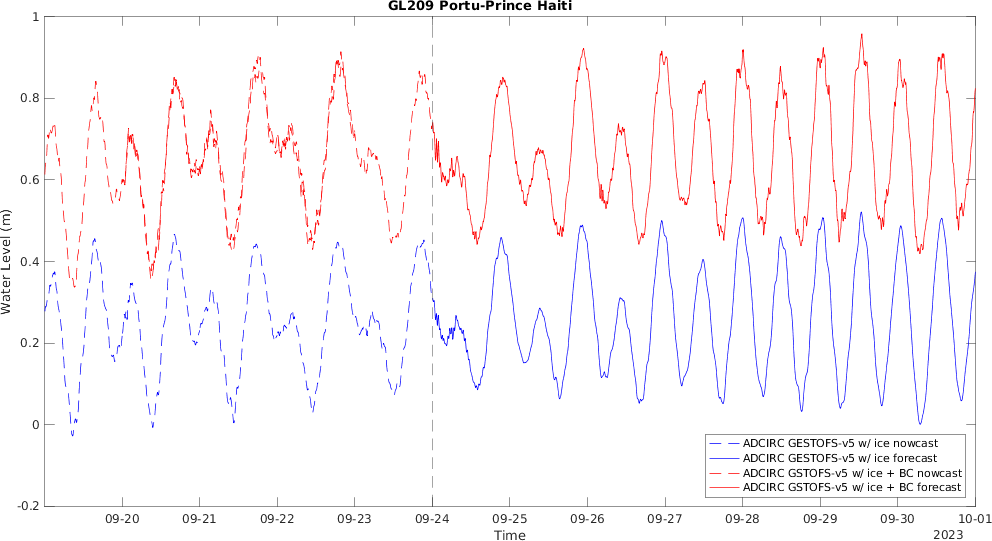 GL209 Portu-Prince Haiti
1
0.8
0.6
0.4
0.2
0
-0.2
Water Level (m)
ADCIRC GESTOFS-v5 w/ ice nowcast
ADCIRC GESTOFS-v5 w/ ice forecast
ADCIRC GSTOFS-v5 w/ ice + BC nowcast
ADCIRC GSTOFS-v5 w/ ice + BC forecast
09-20 09-21 09-22 09-23 09-24 09-25 09-26 09-27 09-28 09-29 09-30 10-01
Time
2023